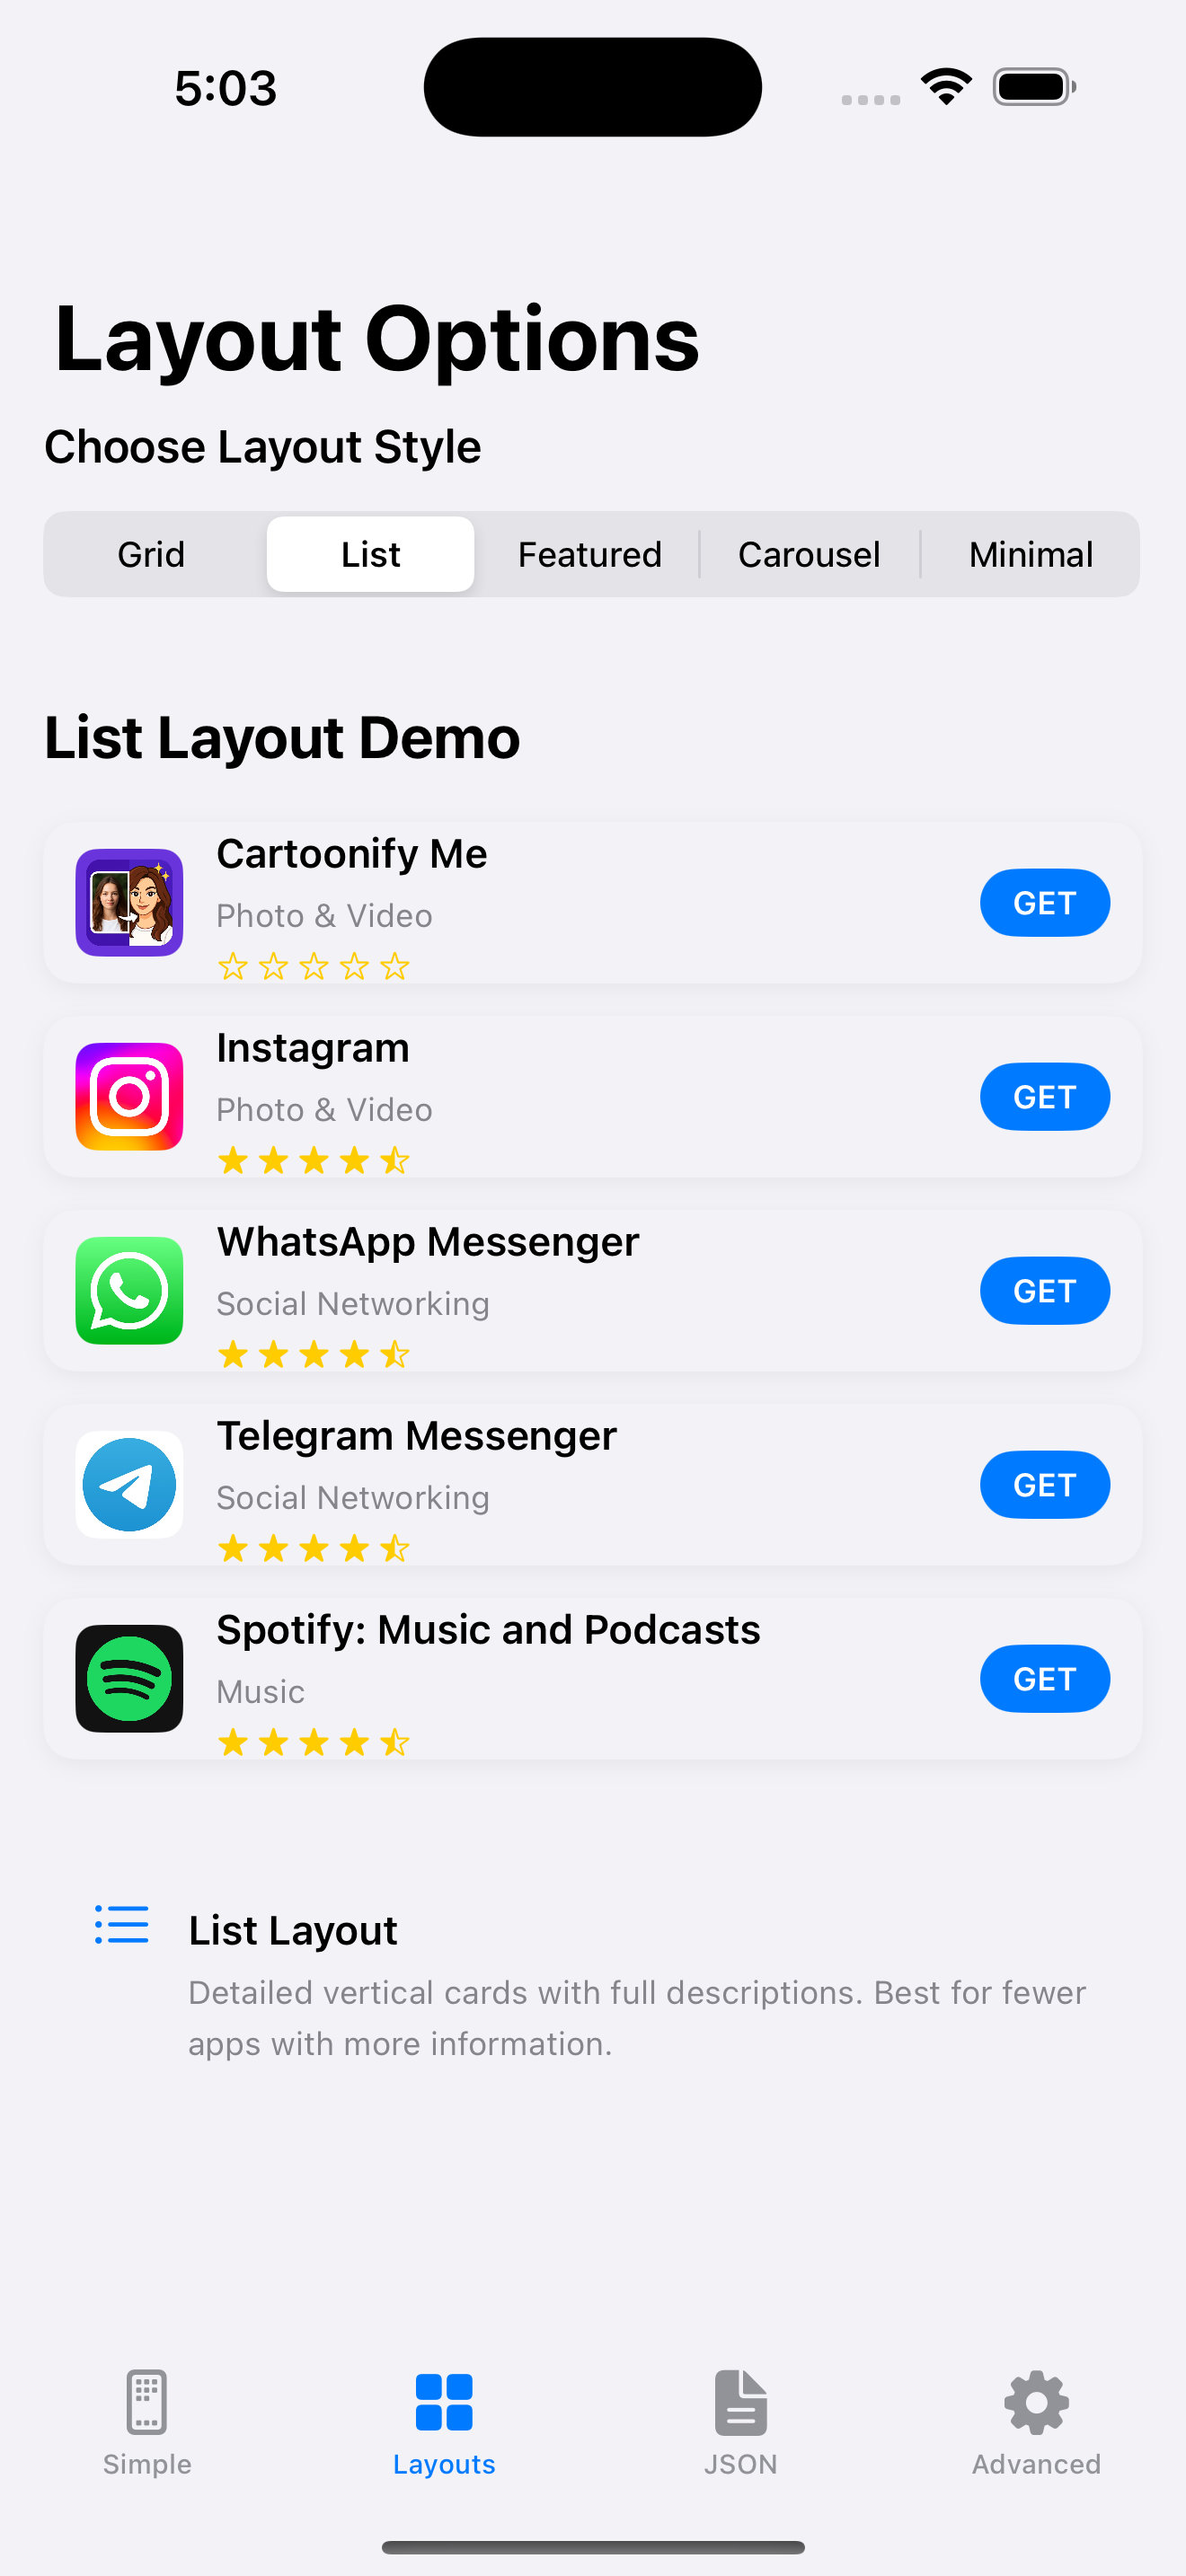 5:03
Layout Options
Choose Layout Style
Grid List Featured Carousel Minimal
List Layout Demo
Cartoonify Me
Photo & Video
GET
Instagram
Photo & Video
GET
WhatsApp Messenger
Social Networking
GET
Telegram Messenger
Social Networking
GET
Spotify: Music and Podcasts
Music
GET
List Layout
Detailed vertical cards with full descriptions. Best for fewer
apps with more information.
Simple Layouts JSON Advanced